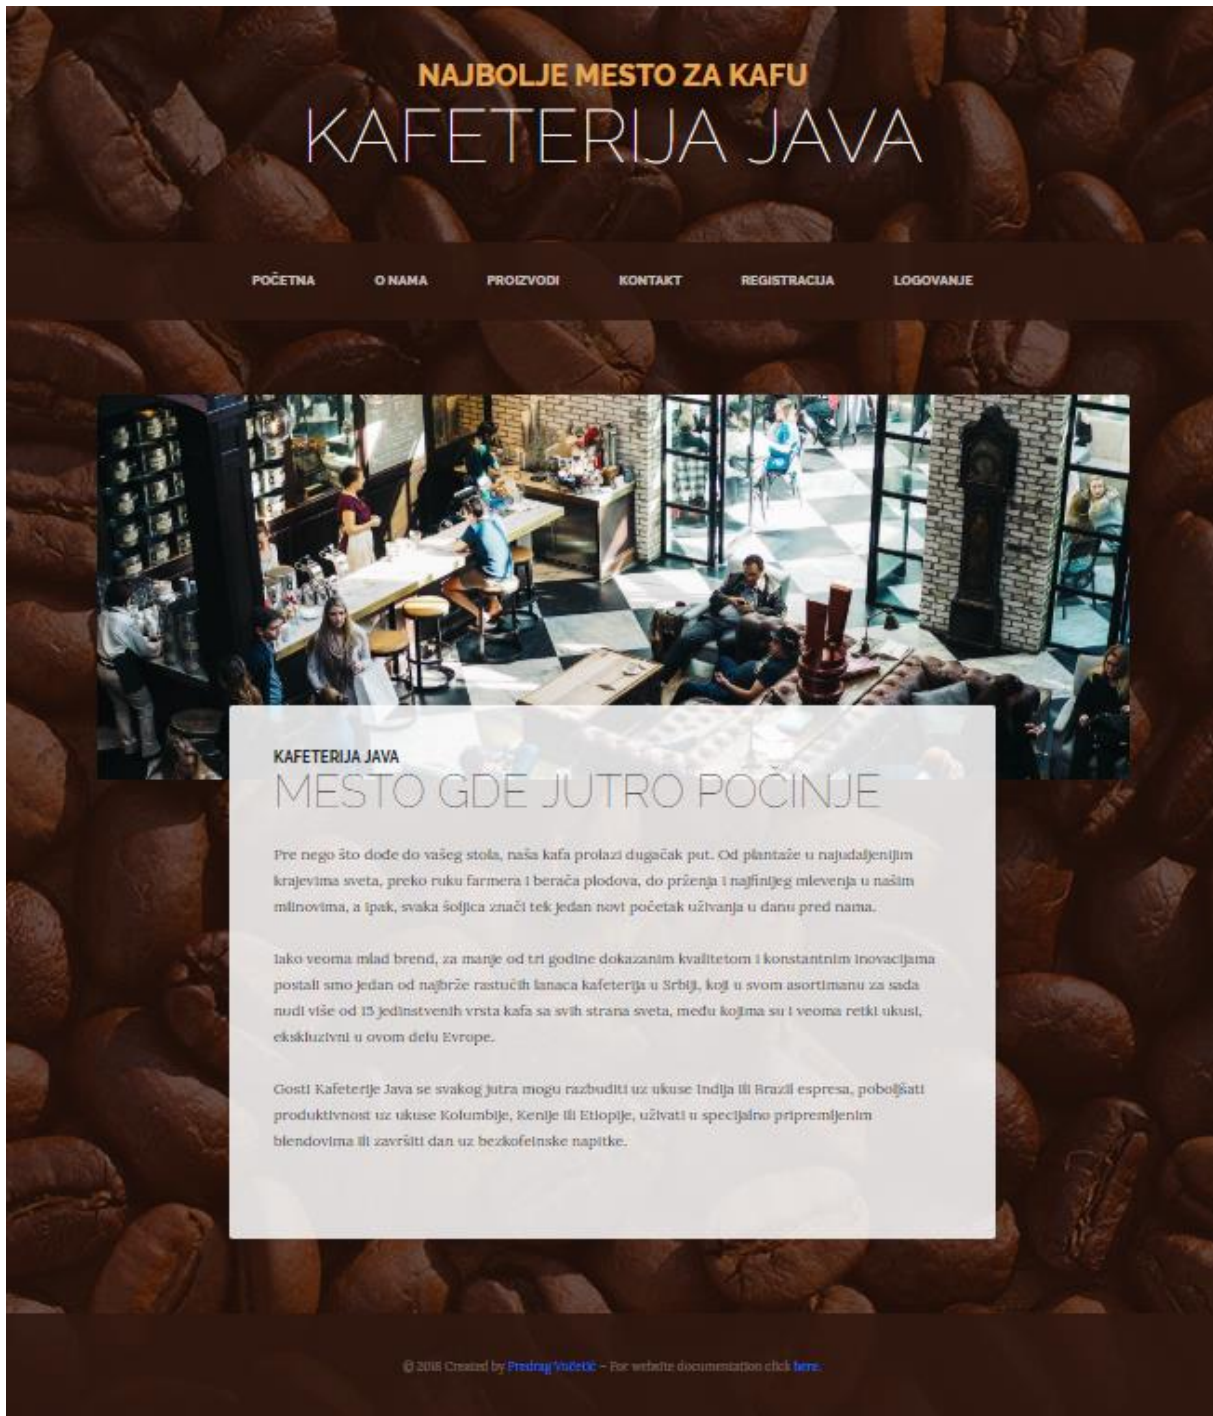 NAJBOLJE MESTO ZA KAFU
KAFETERIJA JAVA
POČETNA O NAMA PROIZVODI KONTAKT REGISTRACIJA LOGOVANJE
KAFETERIJA JAVA
MESTO GDE JUTRO POČINJE
Pre nego što dođe do vašeg stola, naša kafa prolazi dugačak put. Od plantaže u najudaljenijim
krajevima sveta, preko ruku farmera i berača plodova, do prženja i najfinijeg mlevenja u našim
mlinovima, a ipak, svaka šoljica znači tek jedan novi početak uživanja u danu pred nama.
Iako veoma mlad brend, za manje od tri godine dokazanim kvalitetom i konstantnim inovacijama
postali smo jedan od najbrže rastućih lanaca kafeterija u Srbiji, koji u svom asortimanu za sada
nudi više od 15 jedinstvenih vrsta kafa sa svih strana sveta, među kojima su i veoma retki ukusi,
ekskluzivni u ovom delu Evrope.
Gosti Kafeterije Java se svakog jutra mogu razbuditi uz ukuse Indija ili Brazil espresa, poboljšati
produktivnost uz ukuse Kolumbije, Kenije ili Etiopije, uživati u specijalno pripremljenim
blendovima ili završiti dan uz bezkofeinske napitke.
© 2018 Created by Predrag Vučetić – For website documentation click here.